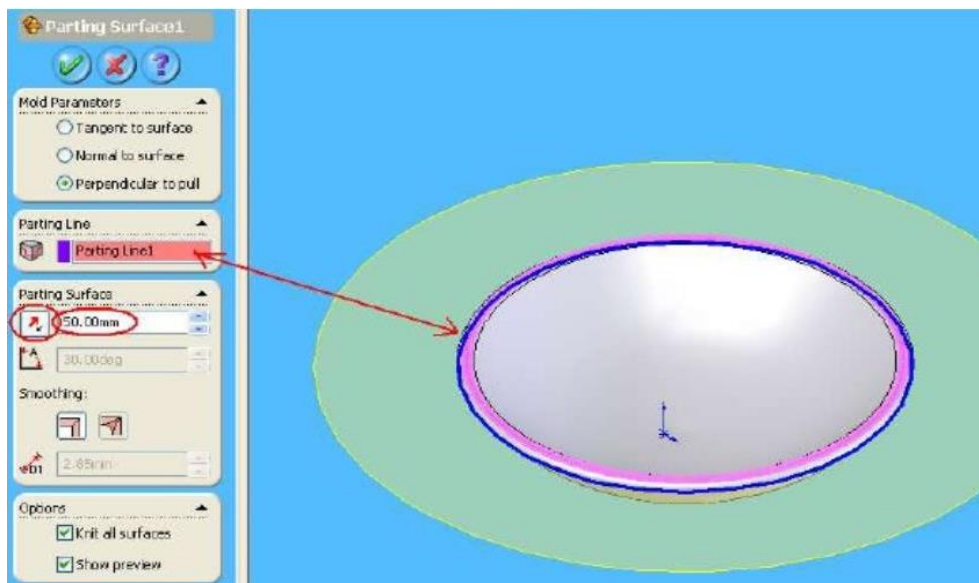 Parting Surface1
?
Mold Parameters
Tangent to surface
Normal to surface
Perpendicular to pull
Parting Line
Parting Line1
Parting Surface
50.00mm
A
30.00deg
Smoothing:
D1
2.85mm
Options
Knit all surfaces
Show preview